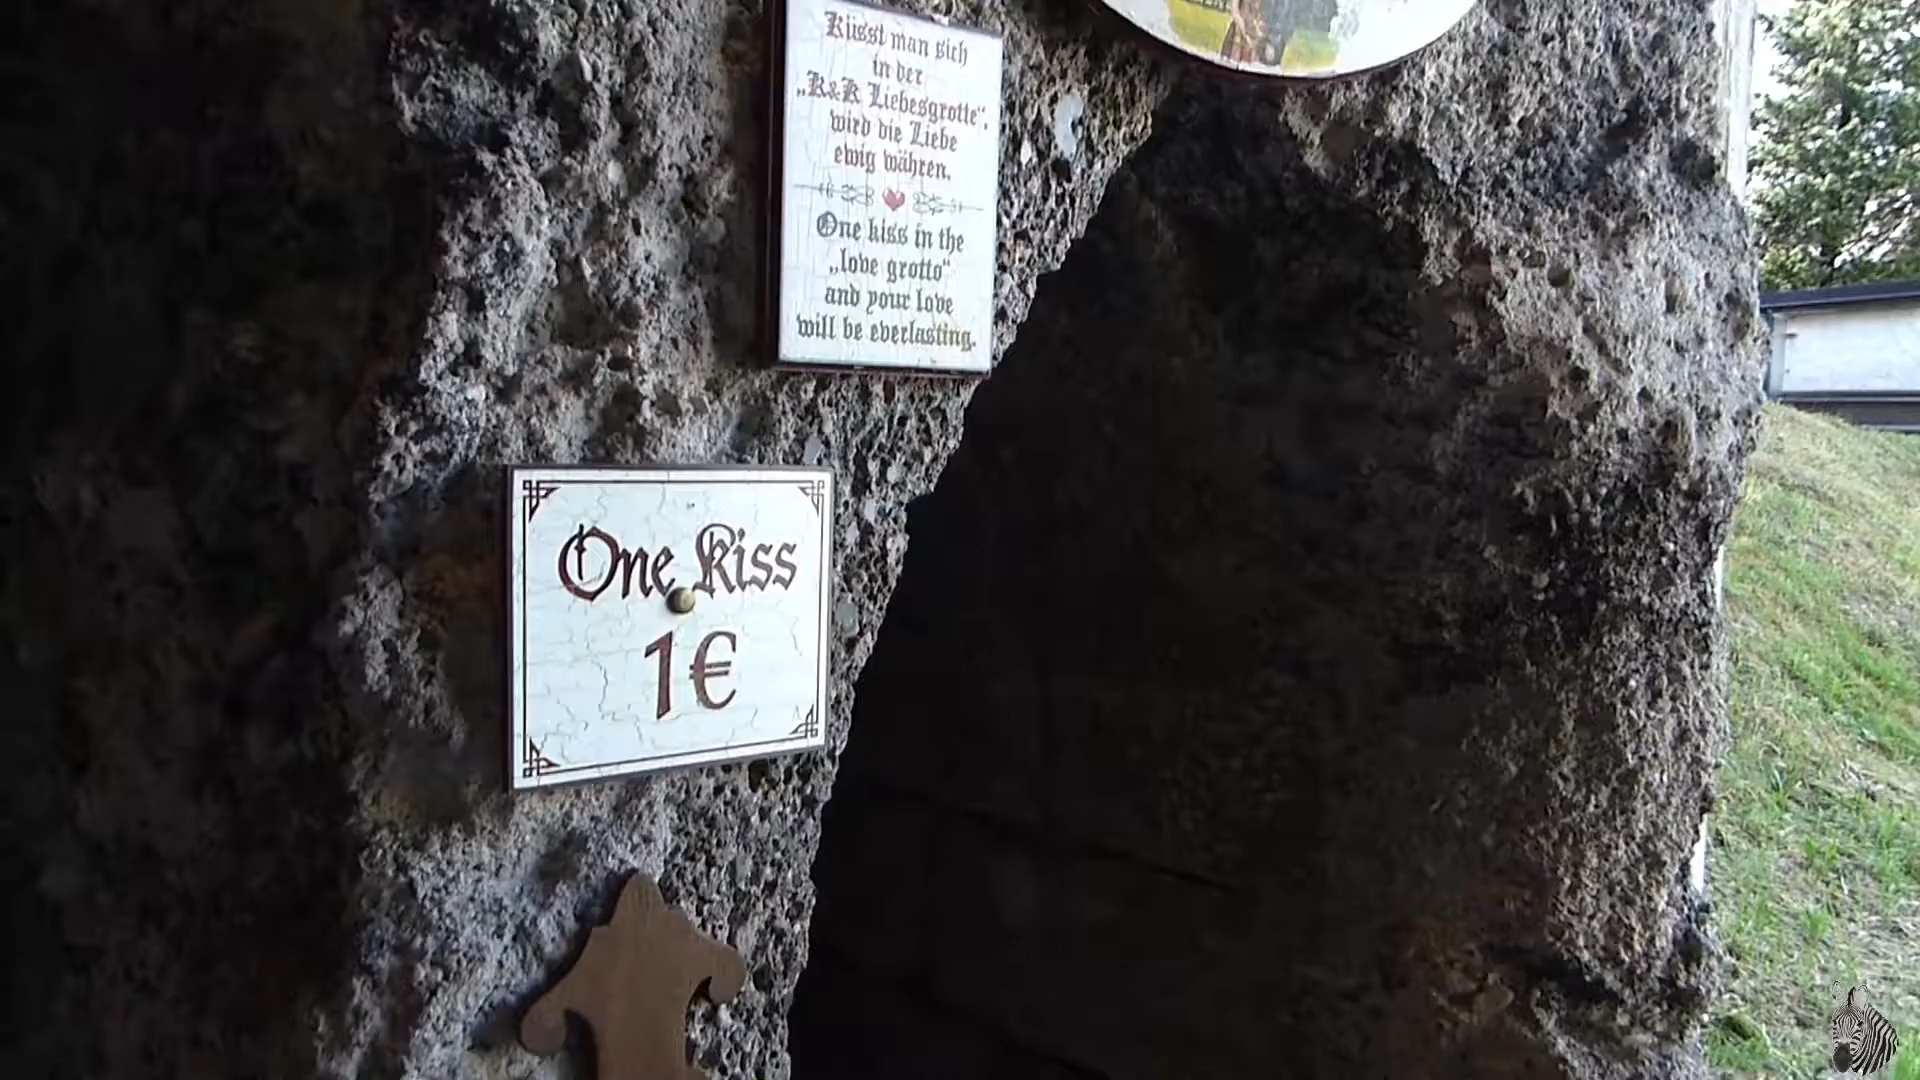 Küsst man sich
in der
„K&K Liebesgrotte“,
wird die Liebe
ewig währen.
One kiss in the
„love grotto“
and your love
will be everlasting.
One Kiss
1€